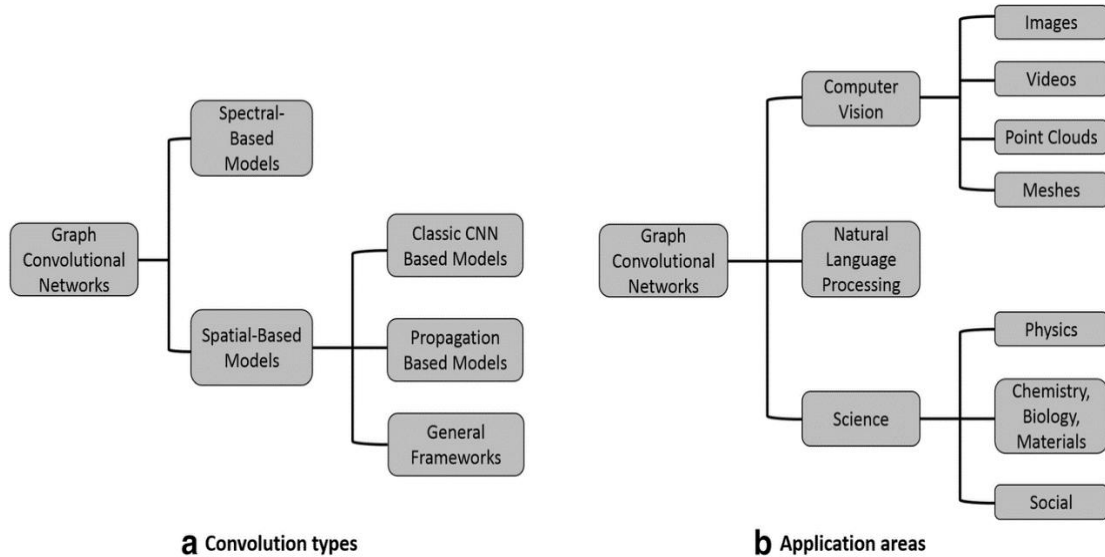 Graph
Convolutional
Networks
Spectral-
Based
Models
Spatial-Based
Models
Classic CNN
Based Models
Propagation
Based Models
General
Frameworks
a Convolution types
Graph
Convolutional
Networks
Computer
Vision
Images
Videos
Point Clouds
Meshes
Natural
Language
Processing
Science
Physics
Chemistry,
Biology,
Materials
Social
b Application areas